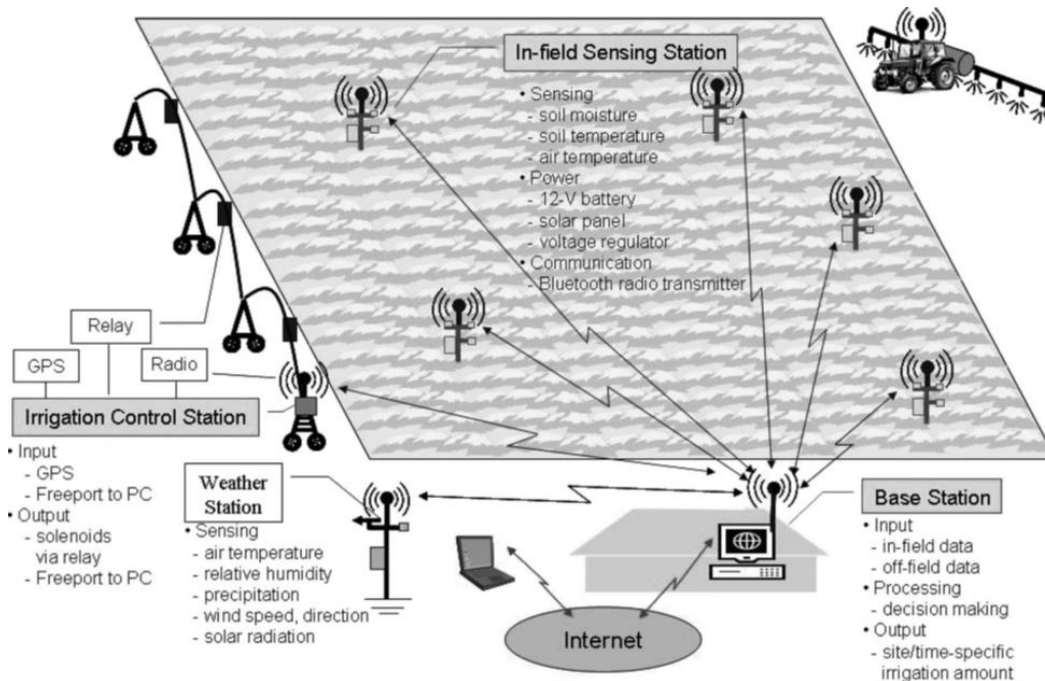 In-field Sensing Station
• Sensing
- soil moisture
- soil temperature
- air temperature
• Power
- 12-V battery
- solar panel
- voltage regulator
• Communication
- Bluetooth radio transmitter
Relay
GPS
Radio
Irrigation Control Station
• Input
- GPS
- Freeport to PC
• Output
- solenoids
via relay
- Freeport to PC
Weather
Station
• Sensing
- air temperature
- relative humidity
- precipitation
- wind speed, direction
- solar radiation
Internet
Base Station
• Input
- in-field data
- off-field data
• Processing
- decision making
• Output
- site/time-specific
irrigation amount